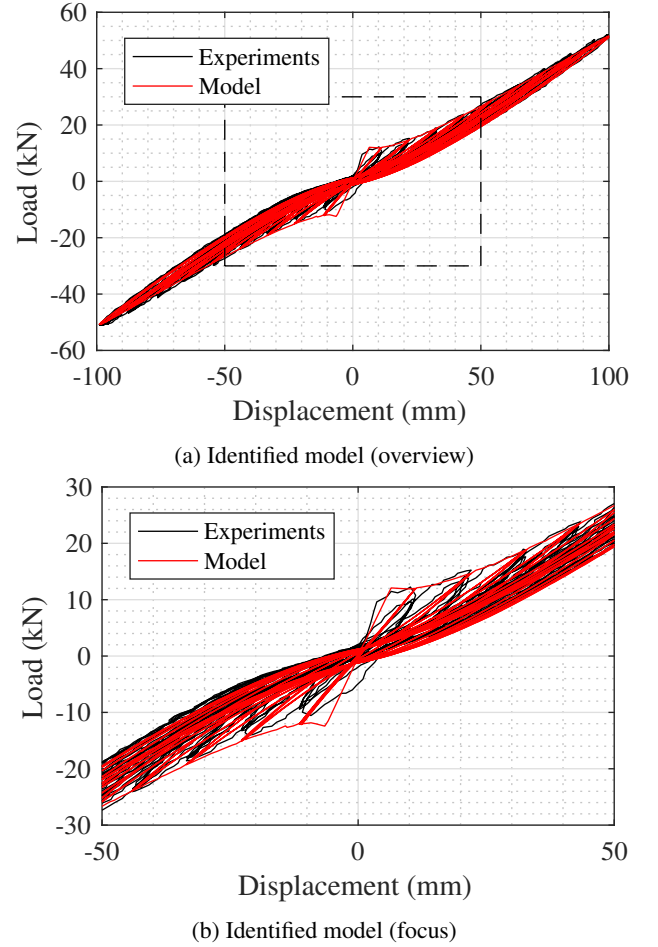 60
40
20
0
-20
-40
-60
Load (kN)
Experiments
Model
-100
-50
0
50
100
Displacement (mm)
(a) Identified model (overview)
30
20
10
0
-10
-20
-30
Load (kN)
Experiments
Model
-50
0
50
Displacement (mm)
(b) Identified model (focus)